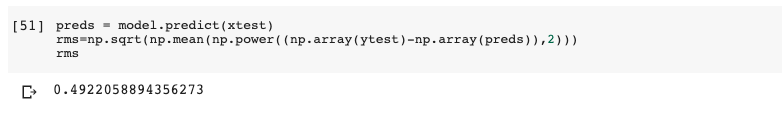 [51] preds = model.predict(xtest)
rms=np.sqrt(np.mean(np.power((np.array(ytest)-np.array(preds)),2)))
rms
0.4922058894356273